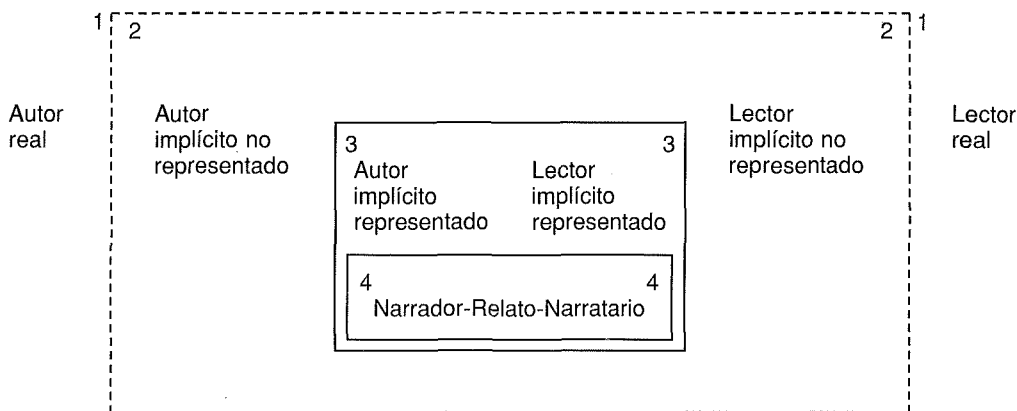 1 2 2 1
Autor
real
Autor
implícito no
representado
3 3
Autor
implícito
representado
Lector
implícito
representado
4 4
Narrador-Relato-Narratario
Lector
implícito no
representado
Lector
real